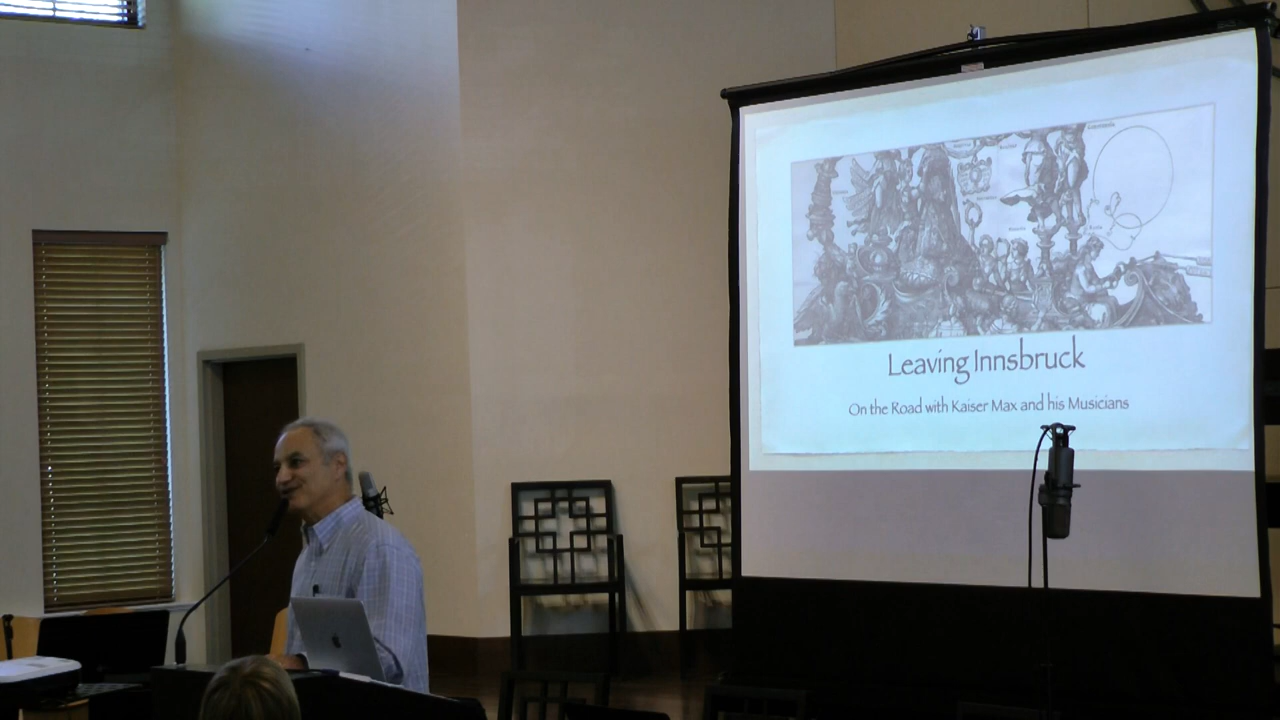 Leaving Innsbruck
On the Road with Kaiser Max and his Musicians